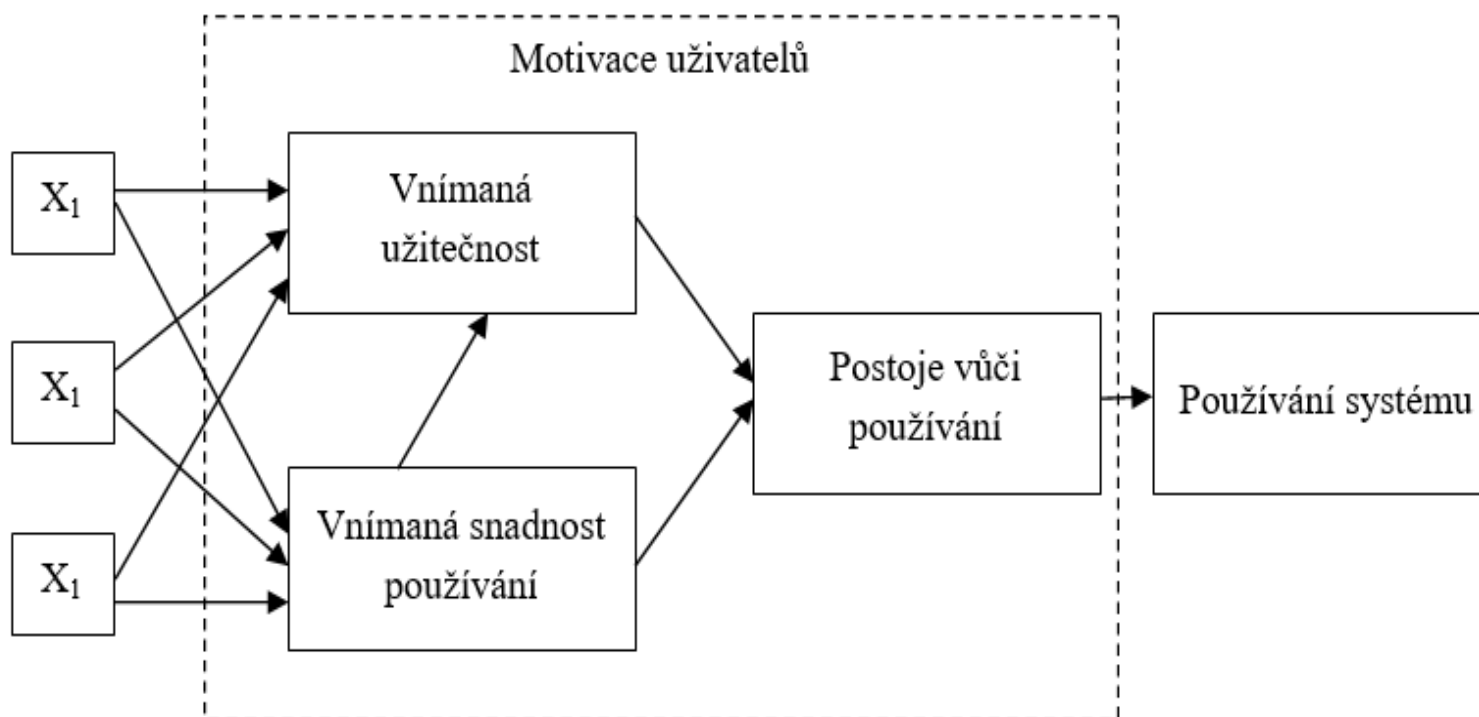 Motivace uživatelů
X₁
Vnímaná
užitečnost
X₁
Postoje vůči
používání
Používání systému
Vnímaná snadnost
používání
X₁